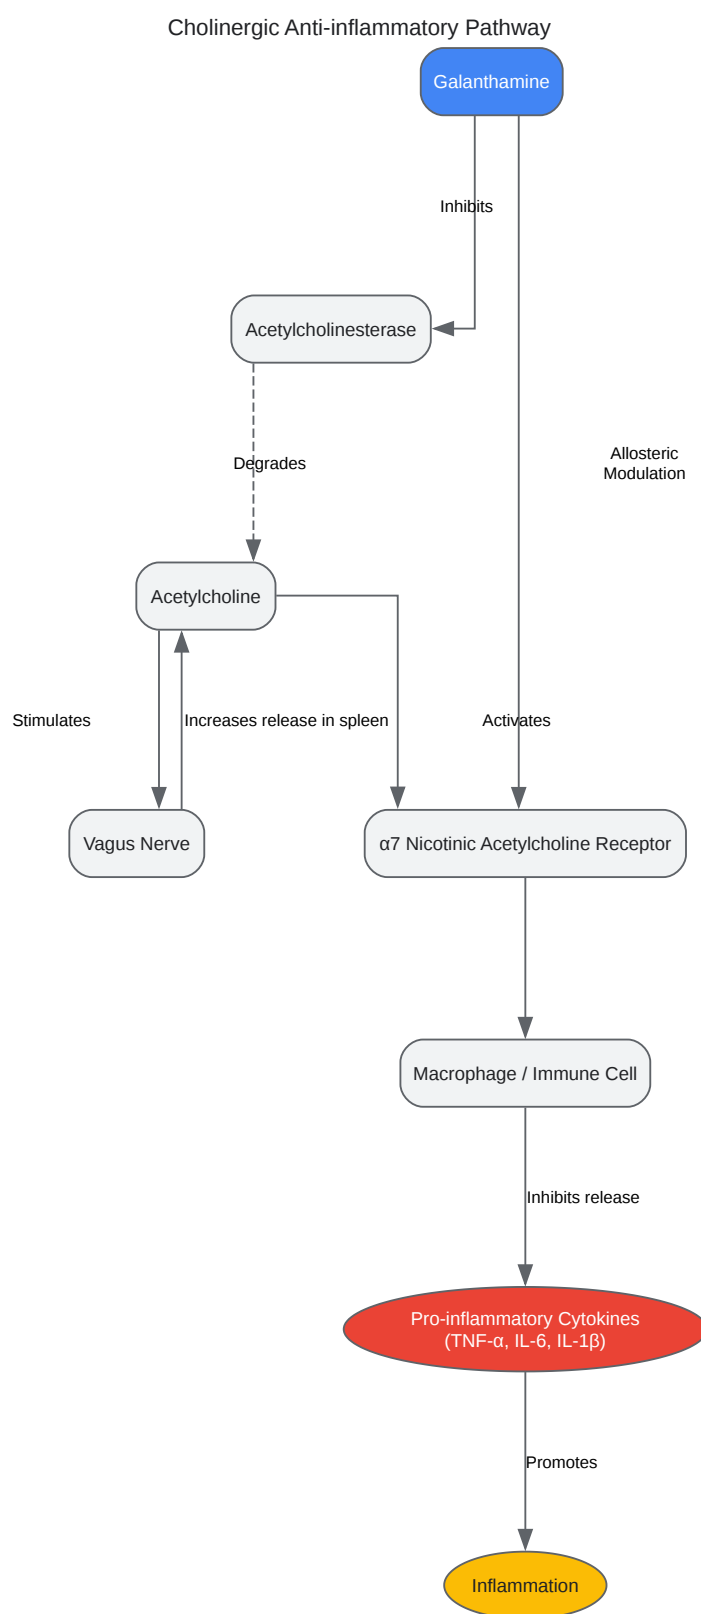 Cholinergic Anti-inflammatory Pathway
Galanthamine
Inhibits
Acetylcholinesterase
Allosteric
Modulation
Degrades
Acetylcholine
Stimulates
Increases release in spleen
Activates
Vagus Nerve
α7 Nicotinic Acetylcholine Receptor
Macrophage / Immune Cell
Inhibits release
Pro-inflammatory Cytokines
(TNF-α, IL-6, IL-1β)
Promotes
Inflammation